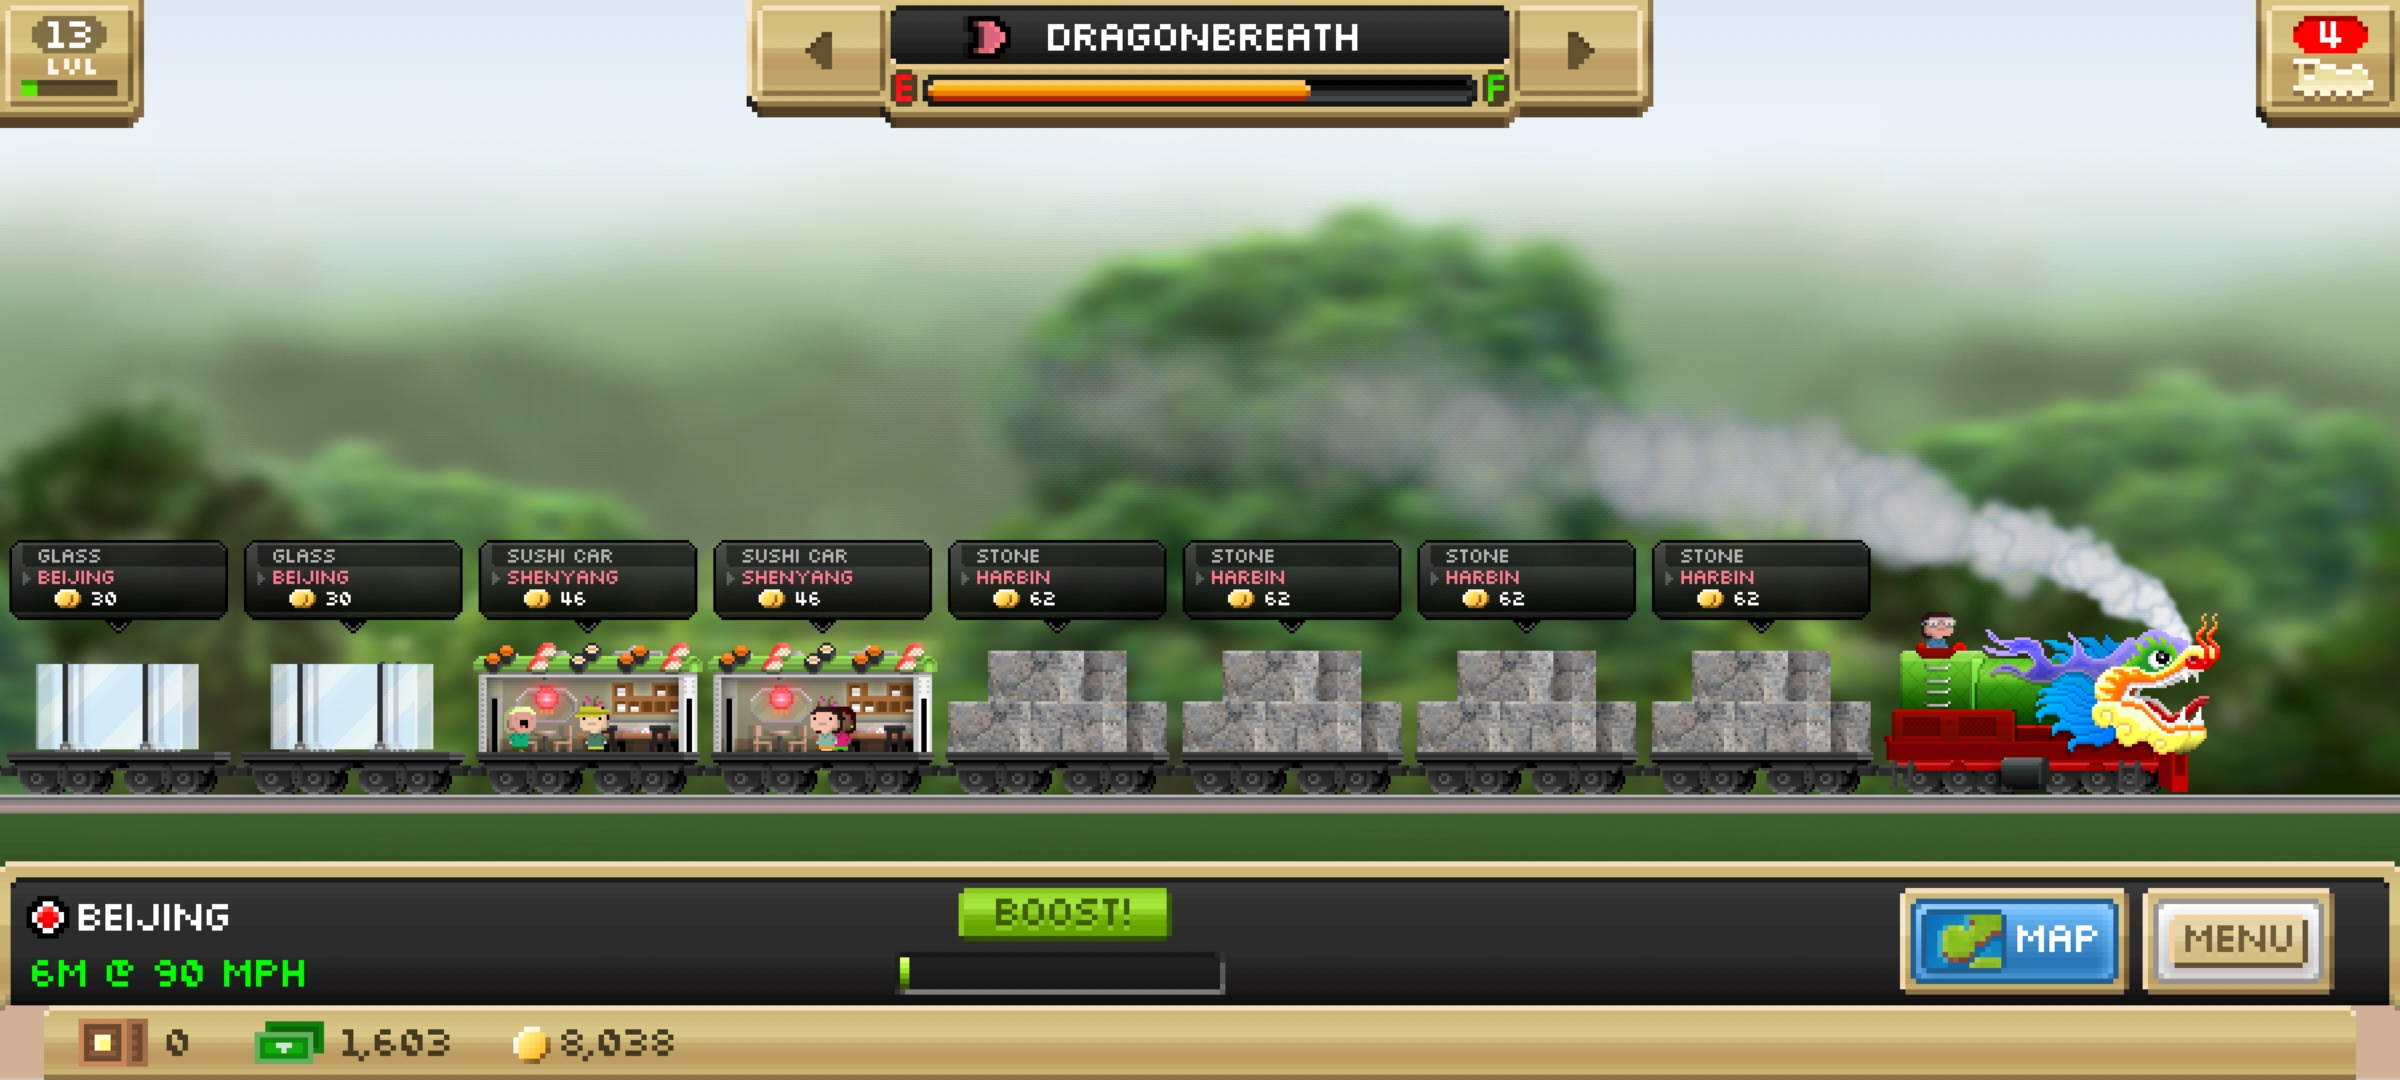 13
LVL
DRAGONBREATH
E F
4
GLASS
BEIJING
30
GLASS
BEIJING
30
SUSHI CAR
SHENYANG
46
SUSHI CAR
SHENYANG
46
STONE
HARBIN
62
STONE
HARBIN
62
STONE
HARBIN
62
STONE
HARBIN
62
BEIJING
6M @ 90 MPH
BOOST!
MAP
MENU
0
1,603
8,038